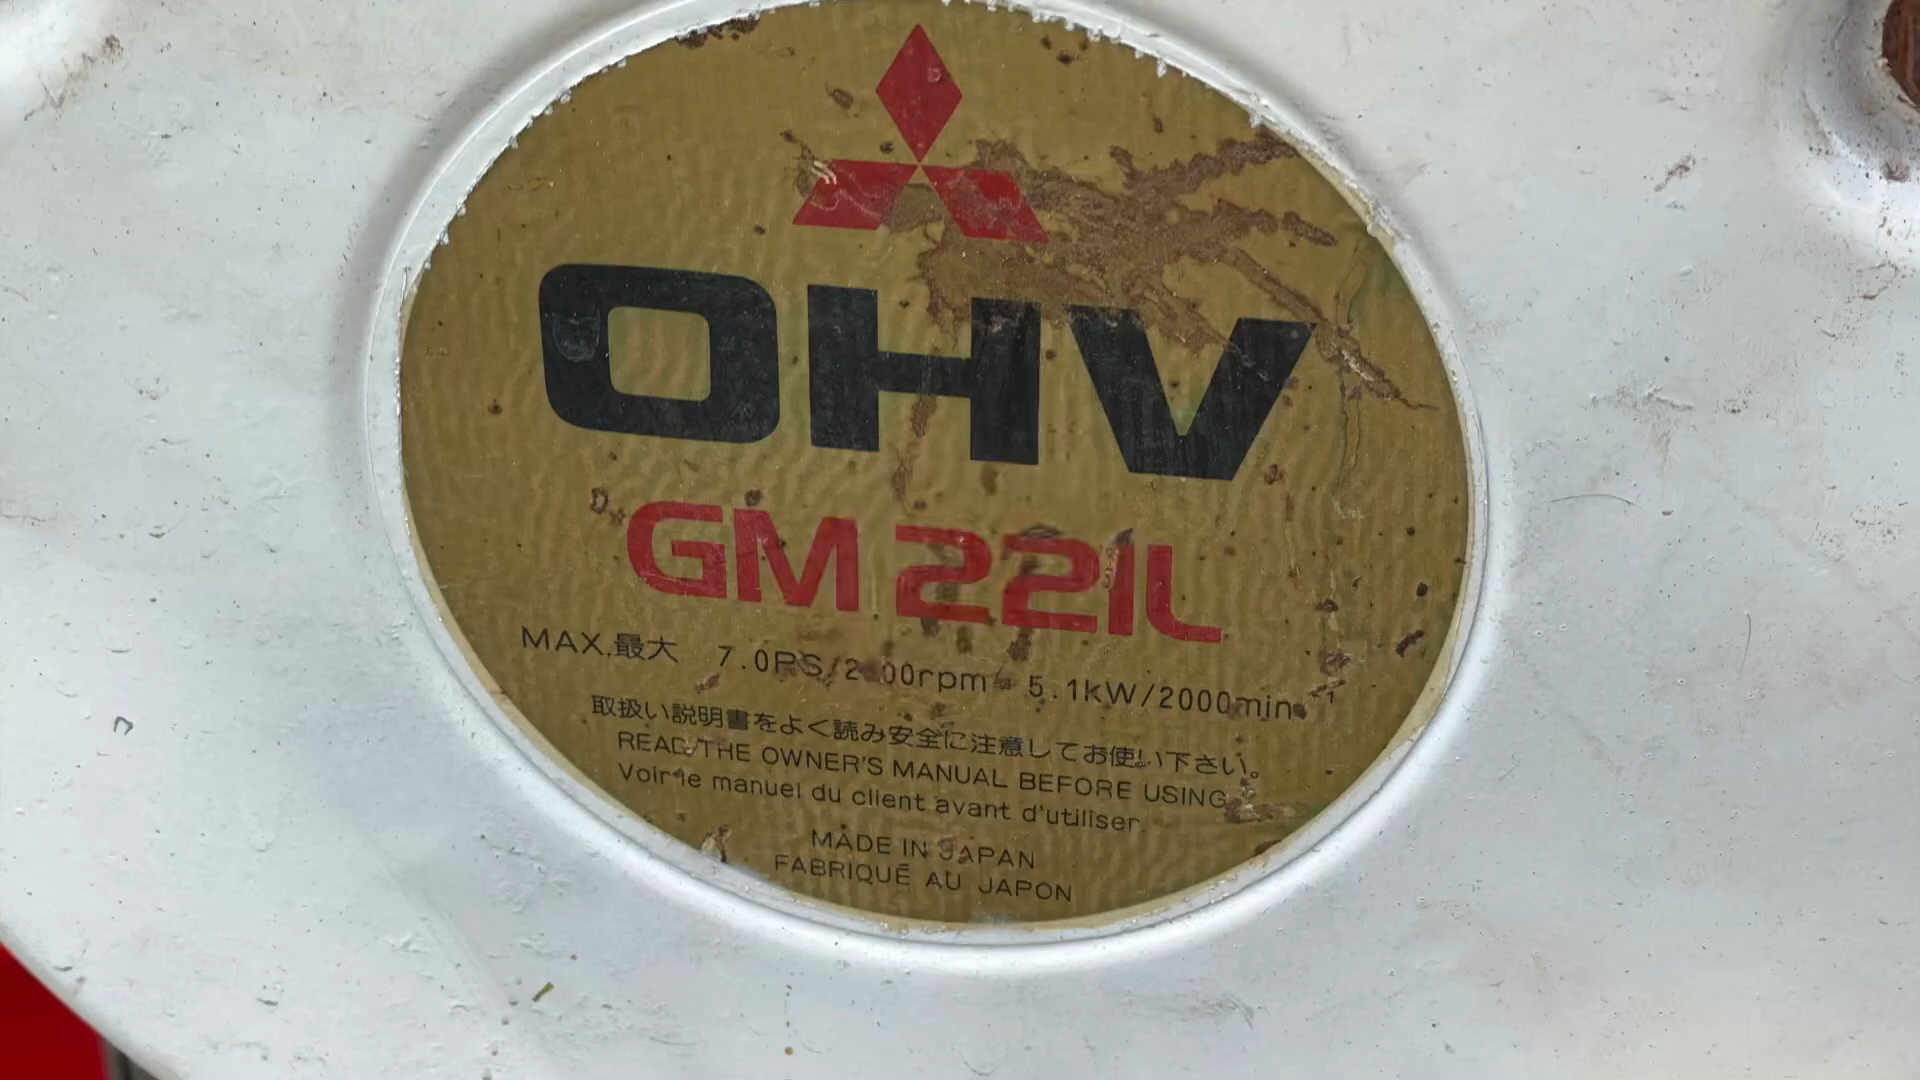 OHV
GM 221L
MAX.最大 7.0PS/2000rpm 5.1kW/2000min⁻¹
取扱い説明書をよく読み安全に注意してお使い下さい。
READ THE OWNER'S MANUAL BEFORE USING
Voir le manuel du client avant d'utiliser.
MADE IN JAPAN
FABRIQUÉ AU JAPON